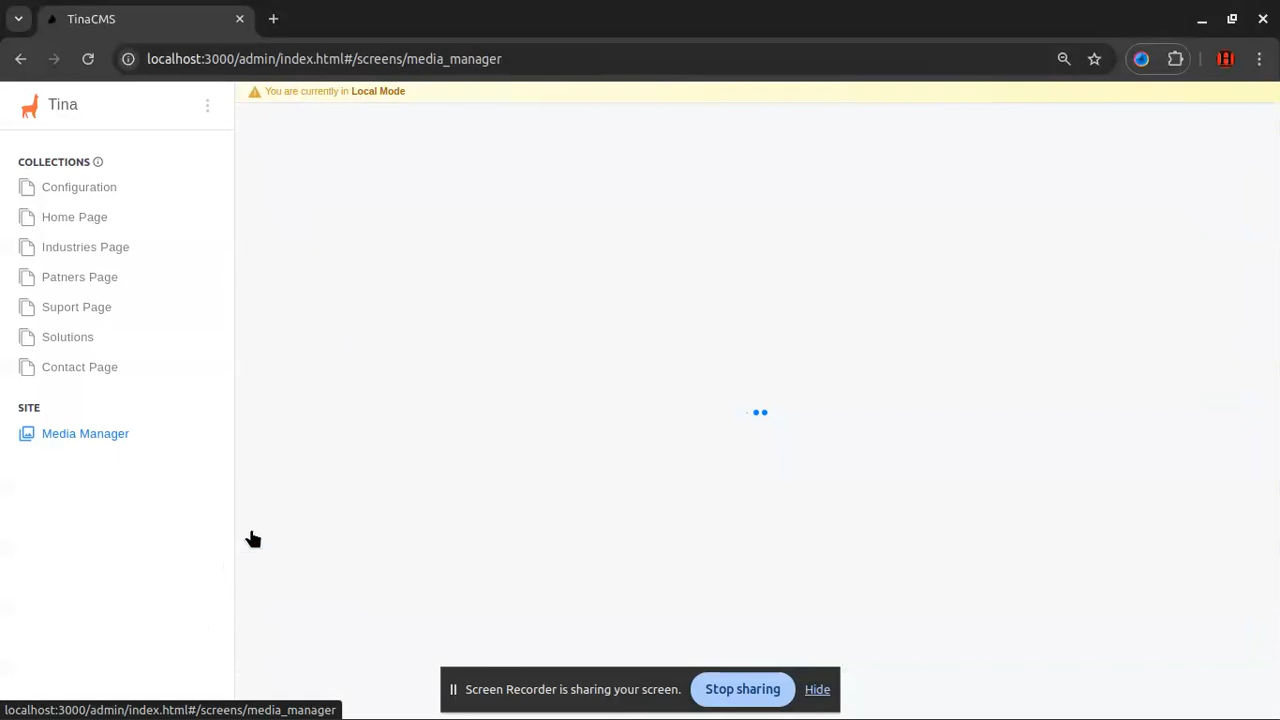 TinaCMS
localhost:3000/admin/index.html#/screens/media_manager
Tina
You are currently in Local Mode
COLLECTIONS
Configuration
Home Page
Industries Page
Patners Page
Suport Page
Solutions
Contact Page
SITE
Media Manager
Screen Recorder is sharing your screen.
Stop sharing
Hide
localhost:3000/admin/index.html#/screens/media_manager